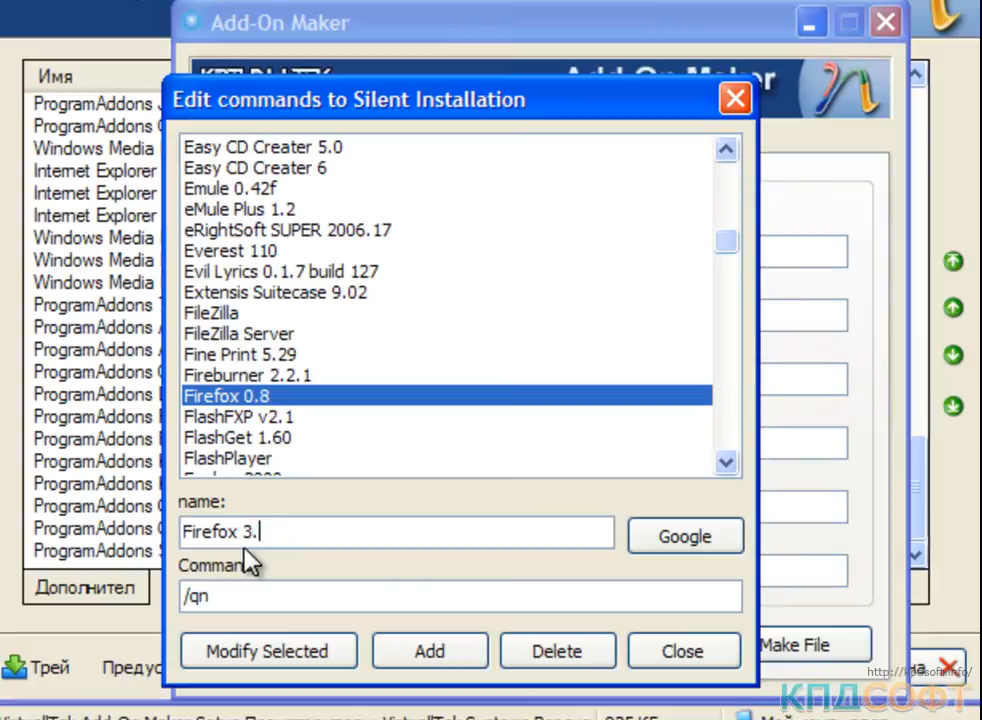 Add-On Maker
Имя
ProgramAddons
ProgramAddons
Windows Media
Internet Explorer
Internet Explorer
Internet Explorer
Windows Media
Windows Media
Windows Media
ProgramAddons
ProgramAddons
ProgramAddons
ProgramAddons
ProgramAddons
ProgramAddons
ProgramAddons
ProgramAddons
ProgramAddons
ProgramAddons
ProgramAddons
ProgramAddons
Дополнител
Трей
Предус
Edit commands to Silent Installation
Easy CD Creater 5.0
Easy CD Creater 6
Emule 0.42f
eMule Plus 1.2
eRightSoft SUPER 2006.17
Everest 110
Evil Lyrics 0.1.7 build 127
Extensis Suitecase 9.02
FileZilla
FileZilla Server
Fine Print 5.29
Fireburner 2.2.1
Firefox 0.8
FlashFXP v2.1
FlashGet 1.60
FlashPlayer
name:
Firefox 3.
Google
/qn
Modify Selected
Add
Delete
Close
Make File
http://kpdsoft.info/
КПДСОФТ